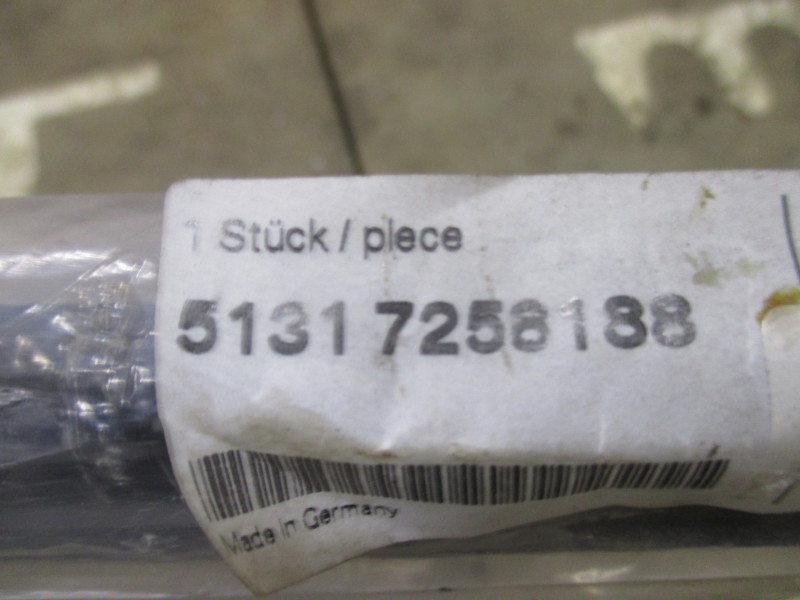 1 Stück / piece
5131 7258188
Made in Germany